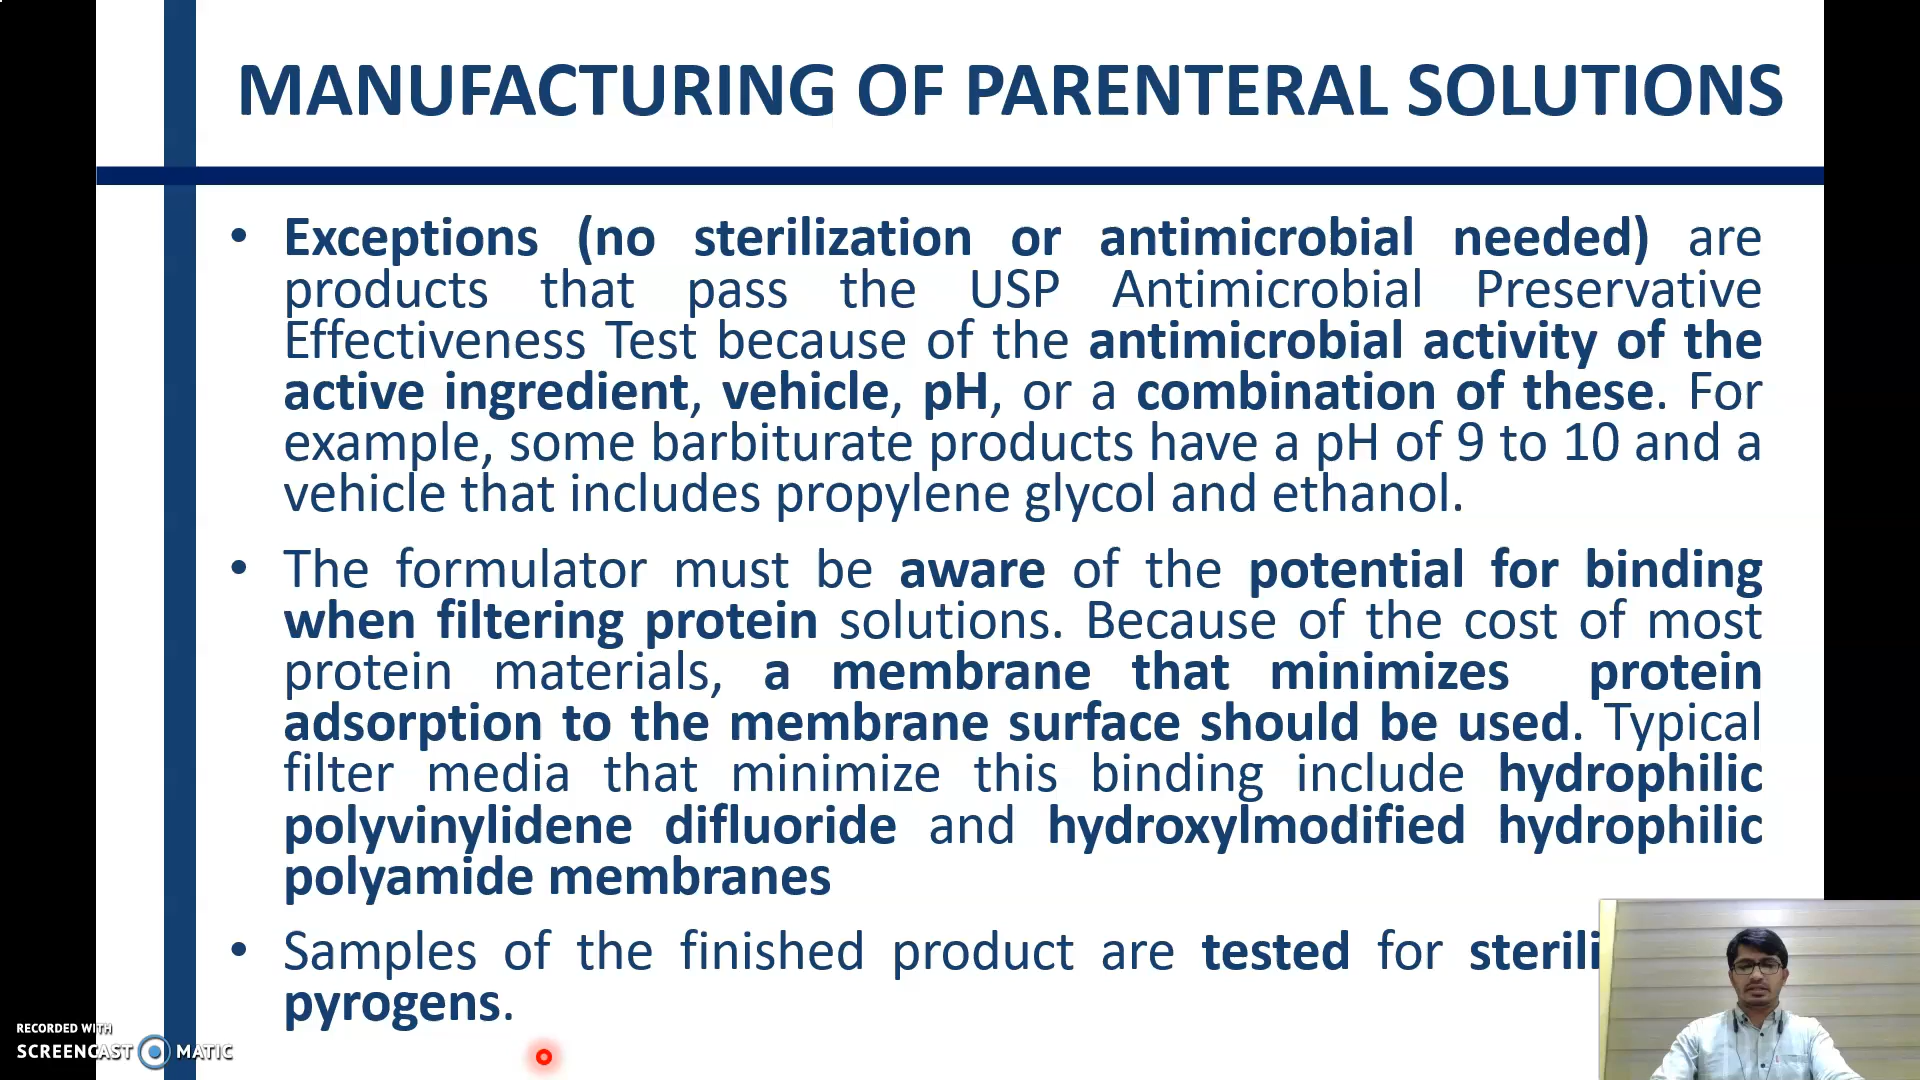 MANUFACTURING OF PARENTERAL SOLUTIONS
• Exceptions (no sterilization or antimicrobial needed) are
products that pass the USP Antimicrobial Preservative
Effectiveness Test because of the antimicrobial activity of the
active ingredient, vehicle, pH, or a combination of these. For
example, some barbiturate products have a pH of 9 to 10 and a
vehicle that includes propylene glycol and ethanol.
• The formulator must be aware of the potential for binding
when filtering protein solutions. Because of the cost of most
protein materials, a membrane that minimizes protein
adsorption to the membrane surface should be used. Typical
filter media that minimize this binding include hydrophilic
polyvinylidene difluoride and hydroxylmodified hydrophilic
polyamide membranes
• Samples of the finished product are tested for
pyrogens.
RECORDED WITH
SCREENCAST MATIC